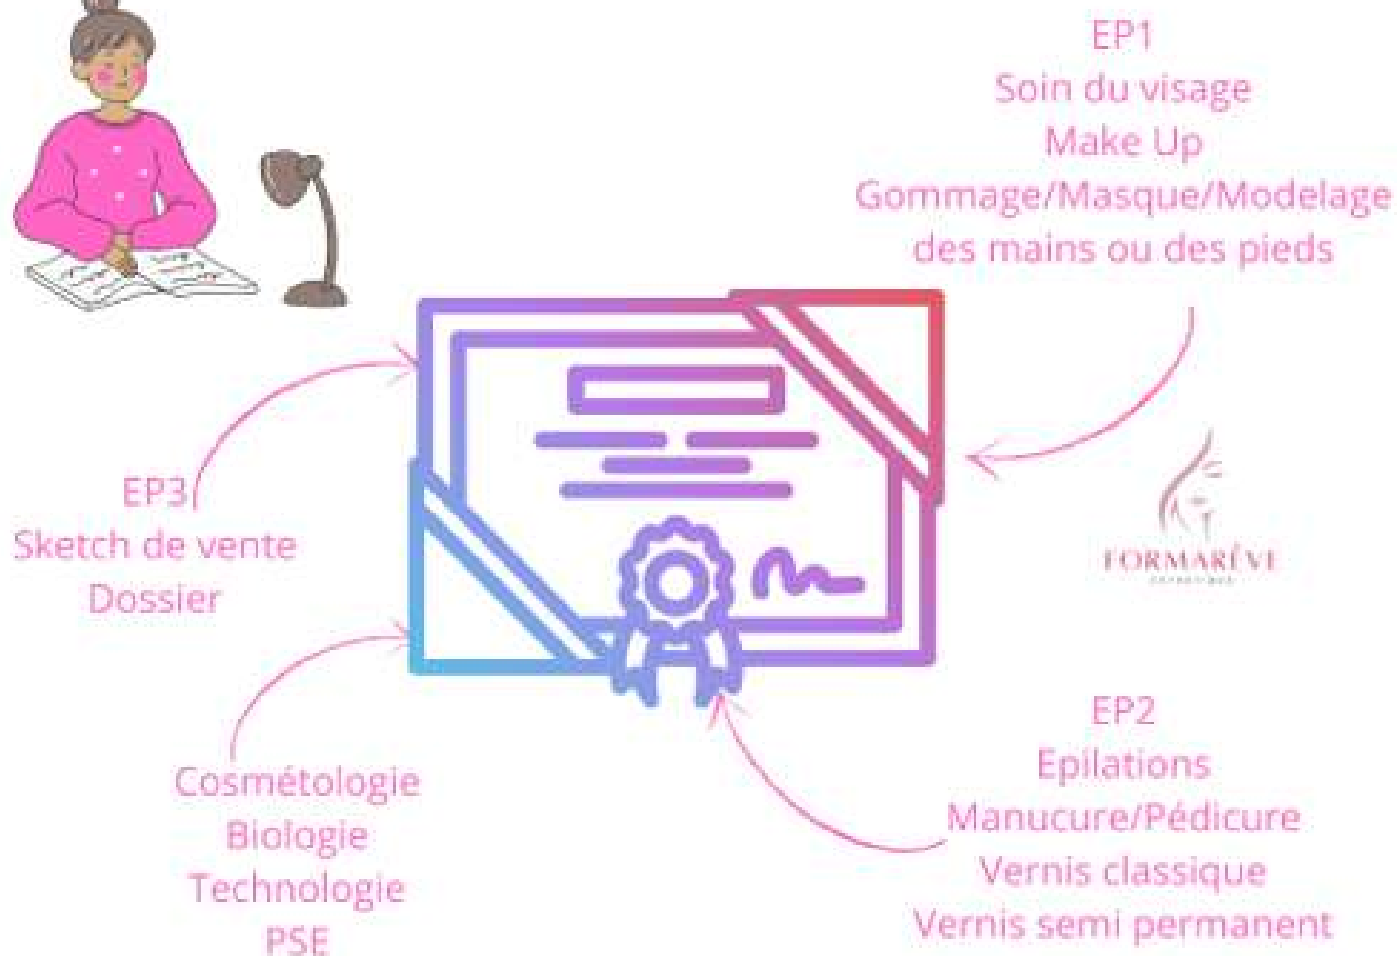 EP1
Soin du visage
Make Up
Gommage/Masque/Modelage
des mains ou des pieds
EP3
Sketch de vente
Dossier
FORMARÊVE
Cosmétologie
Biologie
Technologie
PSE
EP2
Epilations
Manucure/Pédicure
Vernis classique
Vernis semi permanent